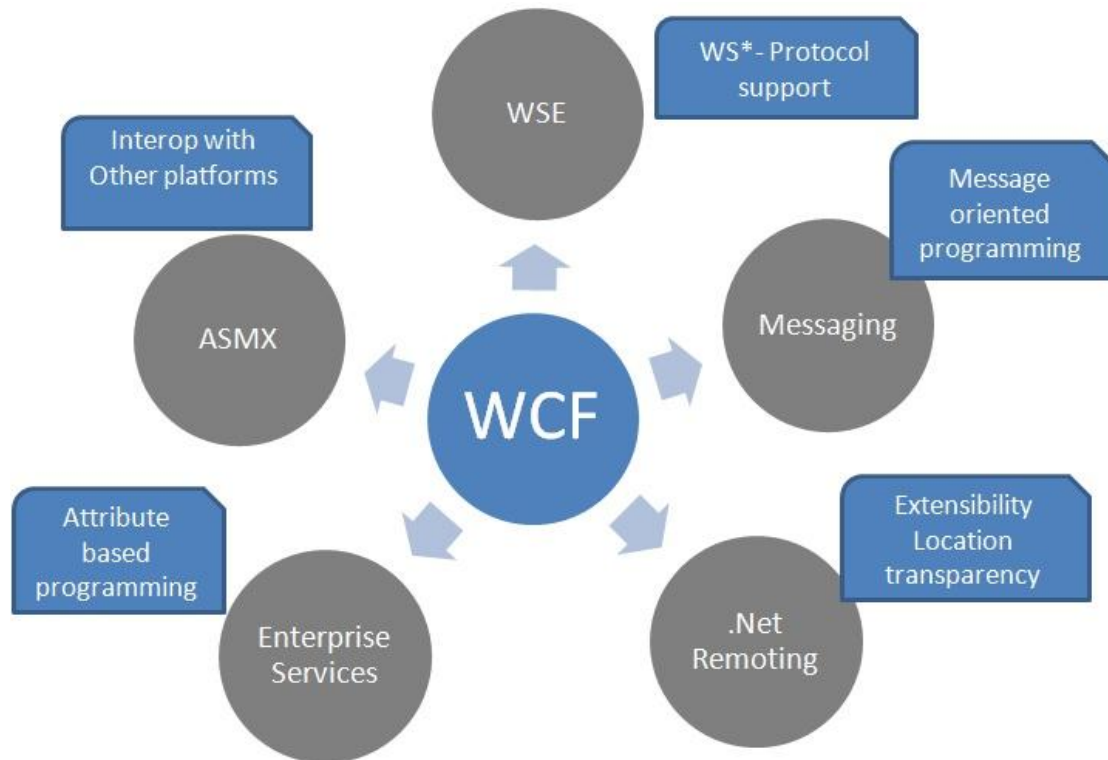 WS*- Protocol
support
WSE
Interop with
Other platforms
Message
oriented
programming
ASMX
Messaging
WCF
Attribute
based
programming
Extensibility
Location
transparency
Enterprise
Services
.Net
Remoting